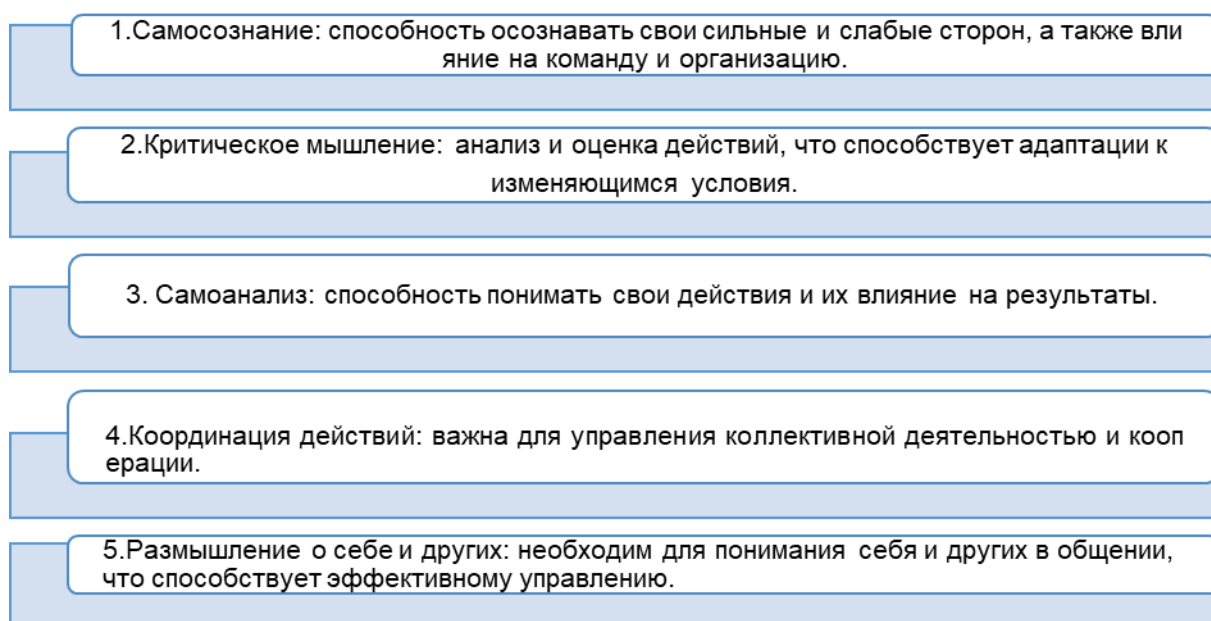 1.Самосознание: способность осознавать свои сильные и слабые сторон, а также вли
яние на команду и организацию.
2.Критическое мышление: анализ и оценка действий, что способствует адаптации к
изменяющимся условия.
3. Самоанализ: способность понимать свои действия и их влияние на результаты.
4.Координация действий: важна для управления коллективной деятельностью и кооп
ерации.
5.Размышление о себе и других: необходим для понимания себя и других в общении,
что способствует эффективному управлению.